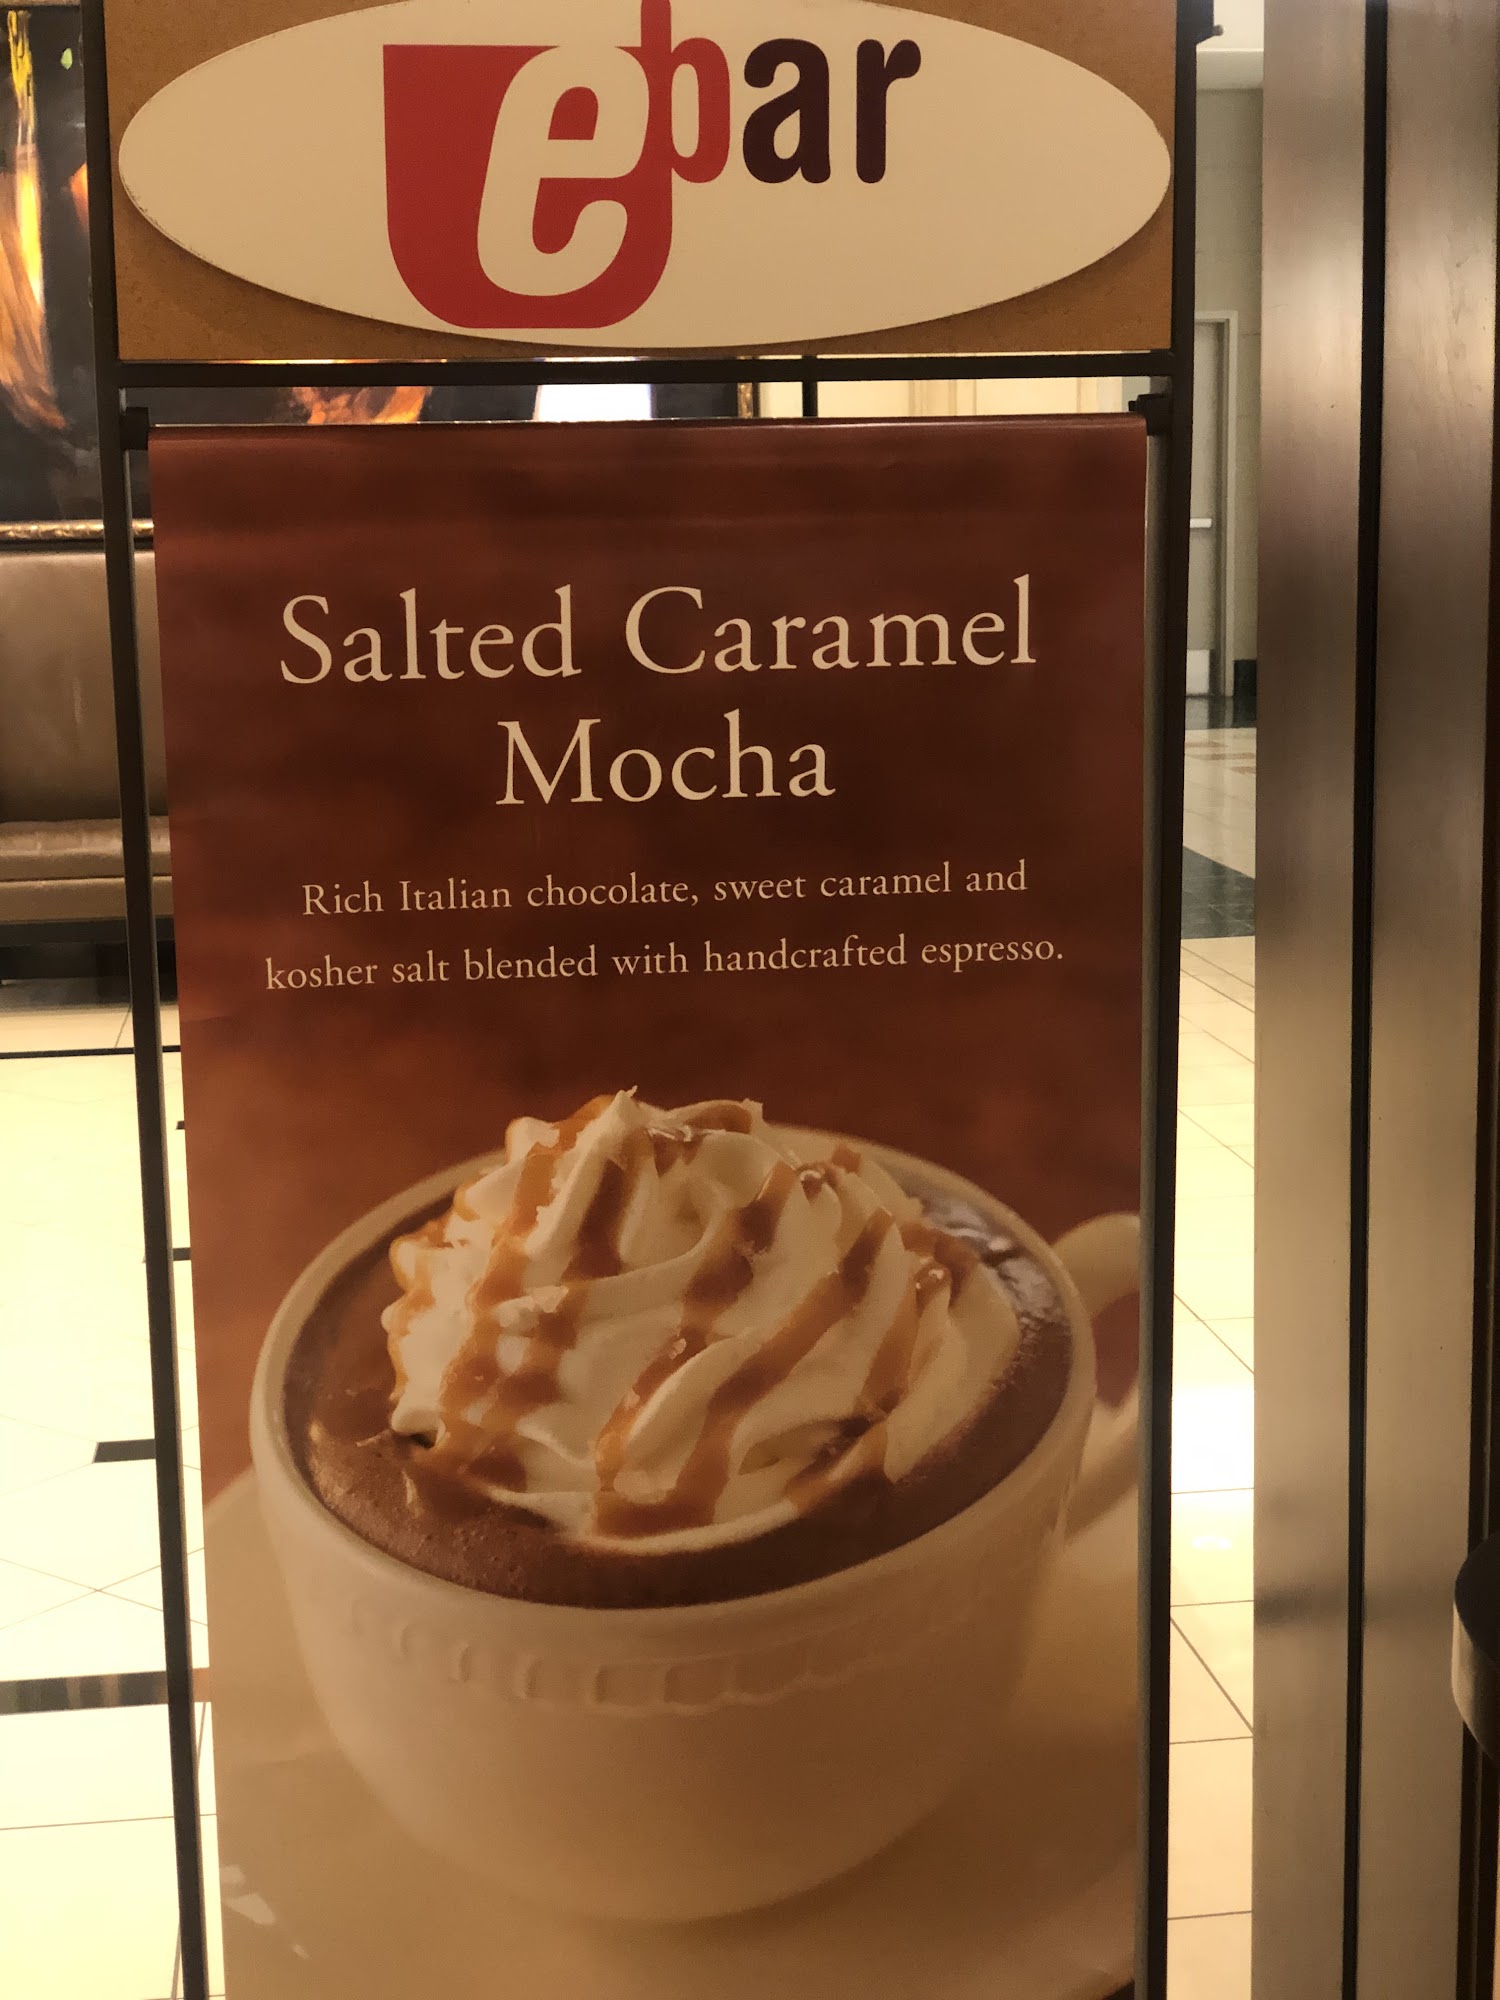 ebar
Salted Caramel
Mocha
Rich Italian chocolate, sweet caramel and
kosher salt blended with handcrafted espresso.